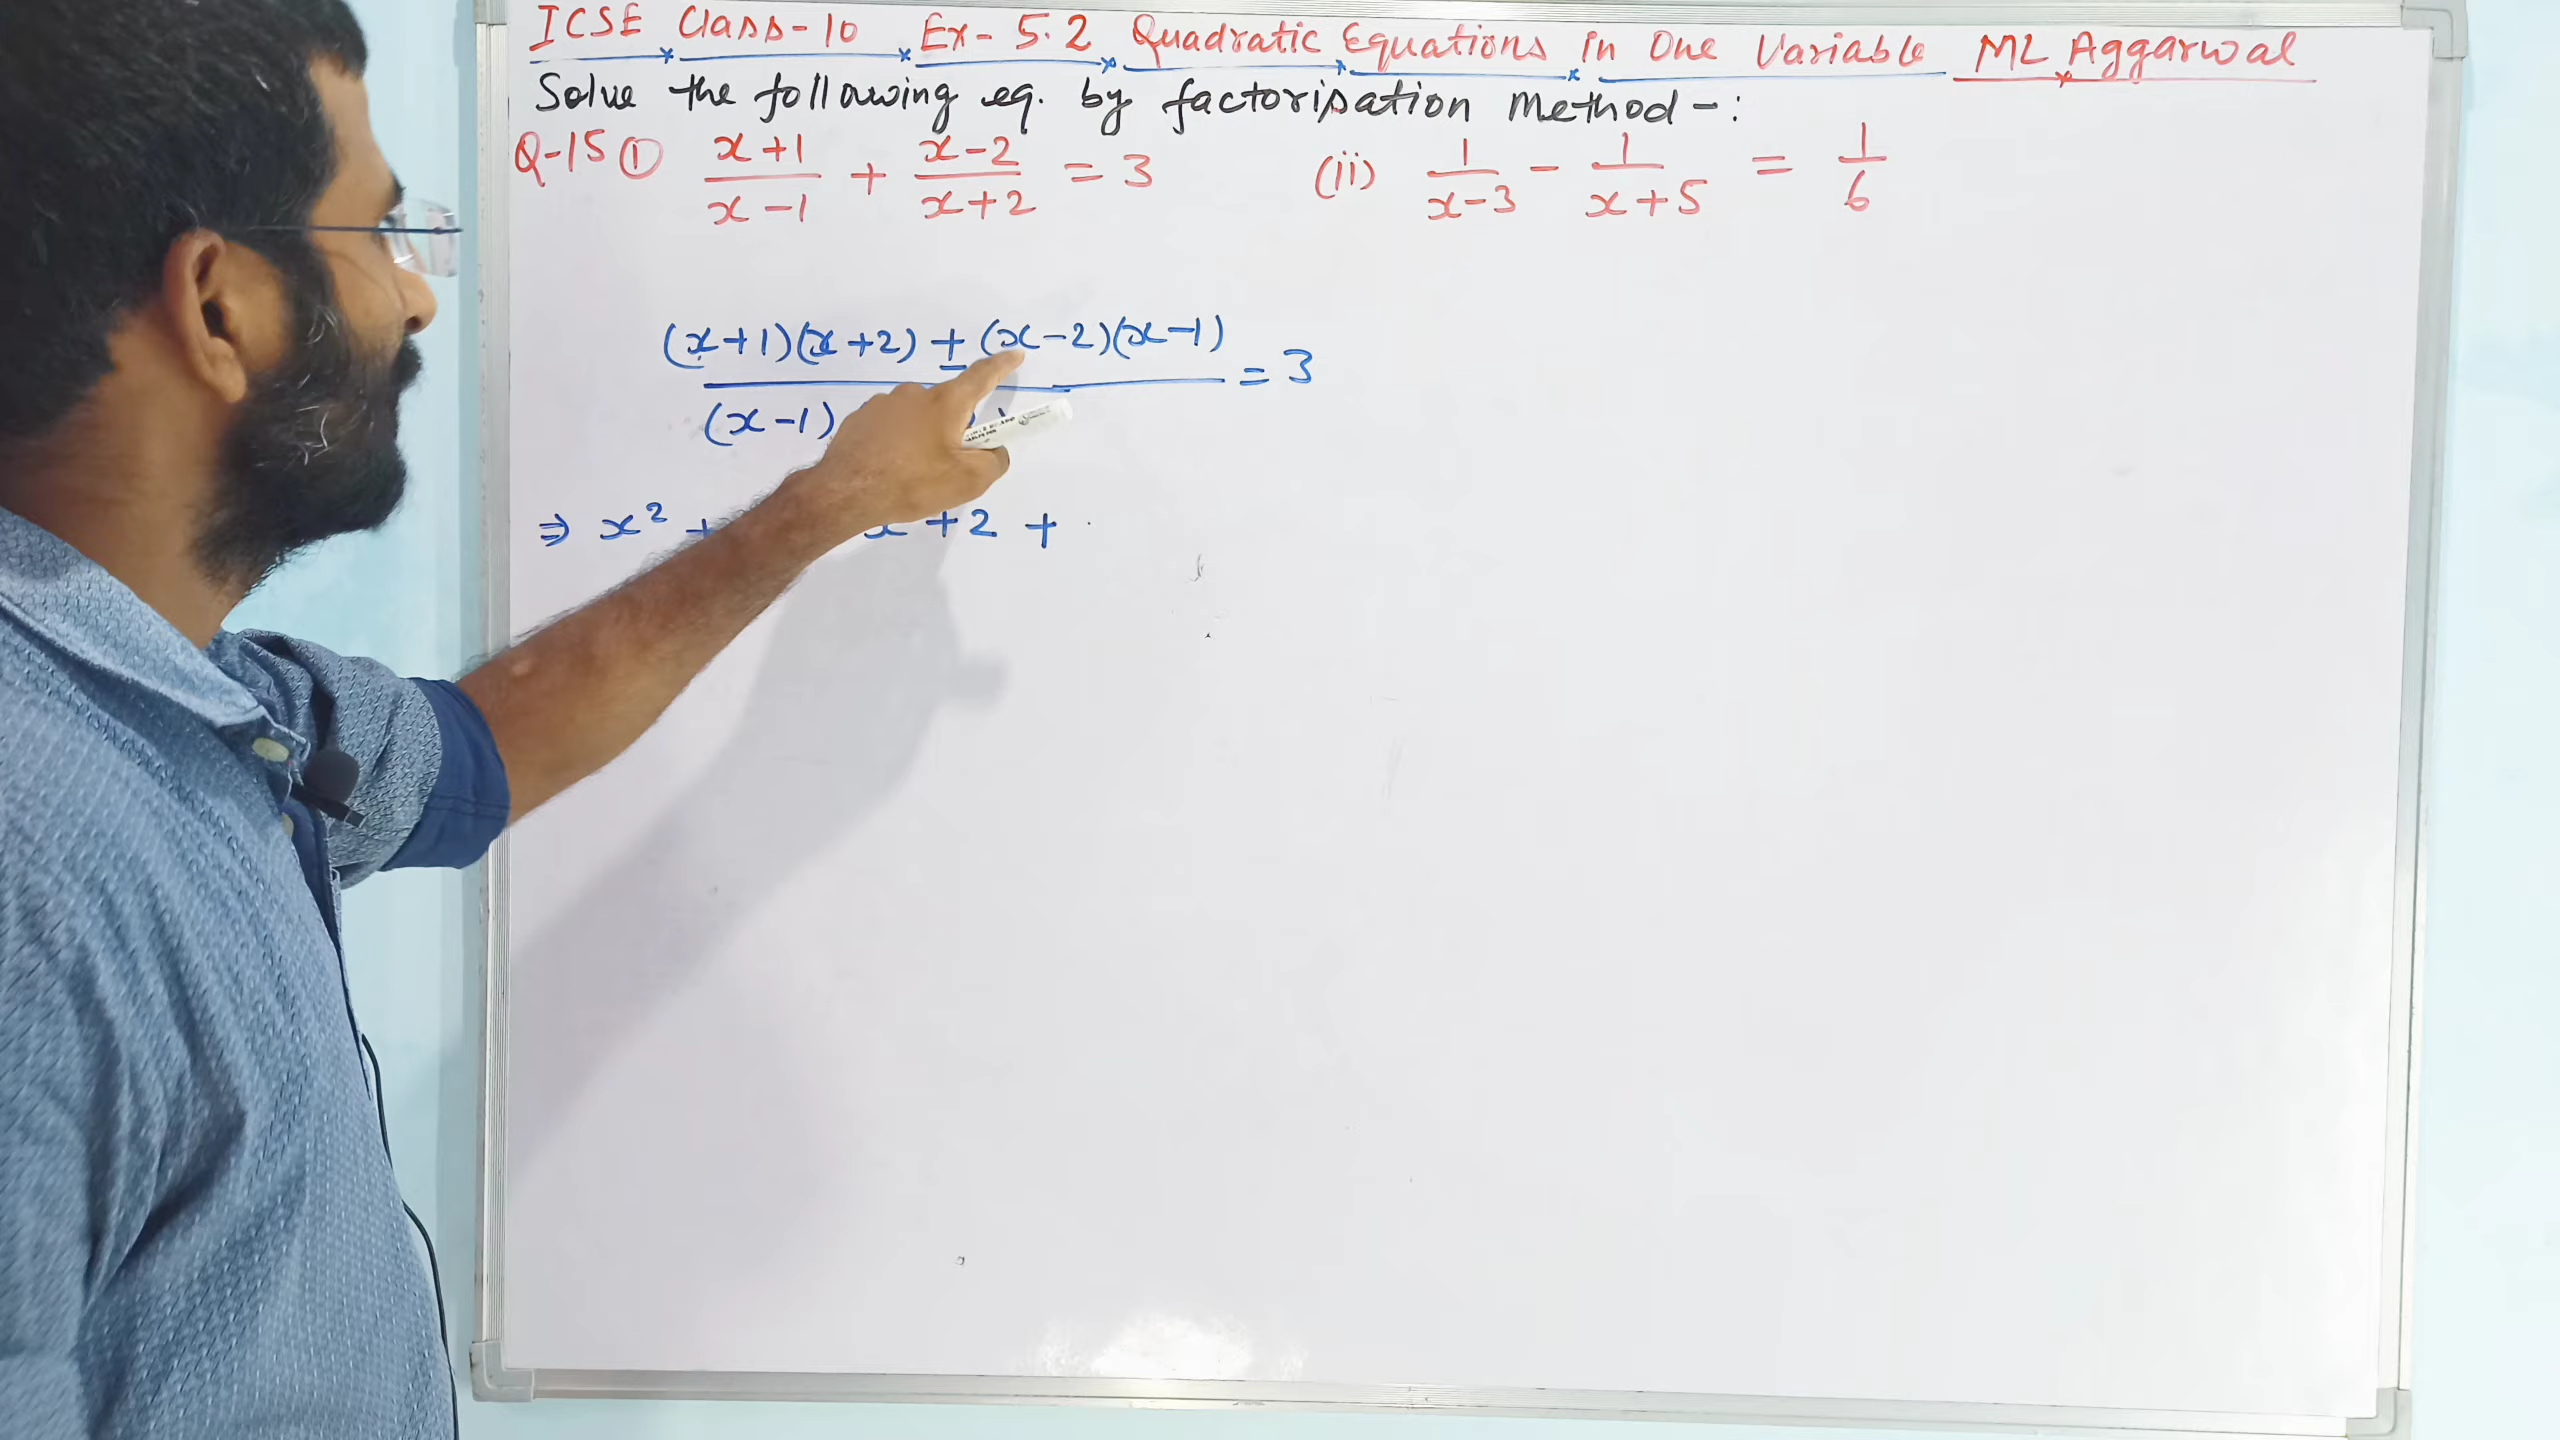 ICSE Class-10 Ex-5.2 Quadratic Equations in One Variable ML Aggarwal
Solve the following eq. by factorisation Method-:
Q-15 ① x+1/x-1 + x-2/x+2 = 3 (ii) 1/x-3 - 1/x+5 = 1/6
(x+1)(x+2) + (x-2)(x-1) = 3
(x-1)
⇒ x² + x +2 +